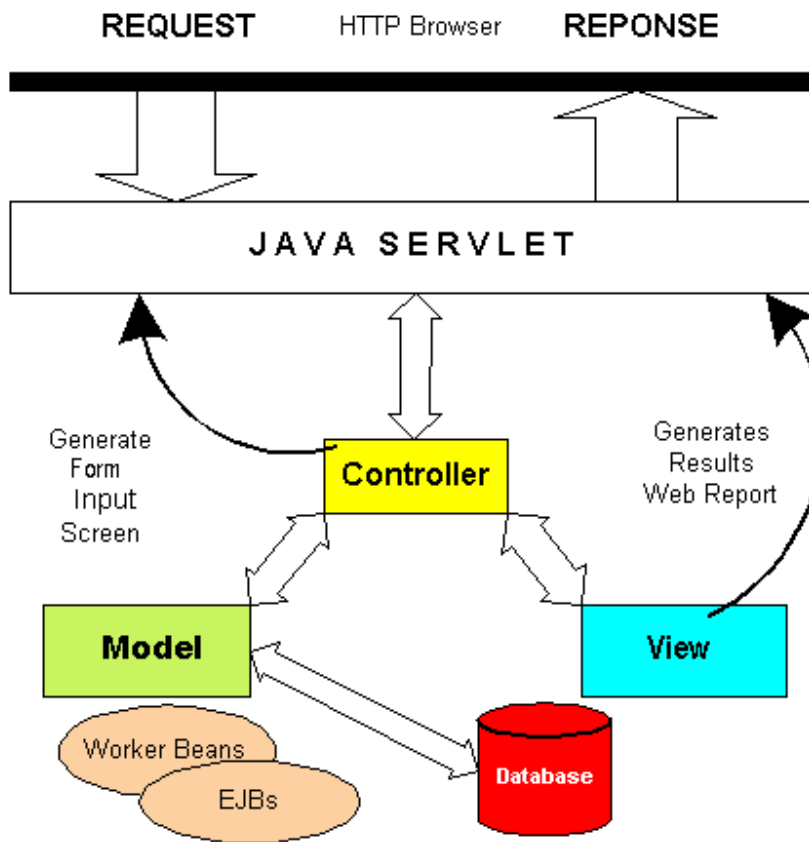 REQUEST
HTTP Browser
REPONSE
JAVA SERVLET
Generate
Form
Input
Screen
Controller
Generates
Results
Web Report
Model
View
Worker Beans
EJBs
Database